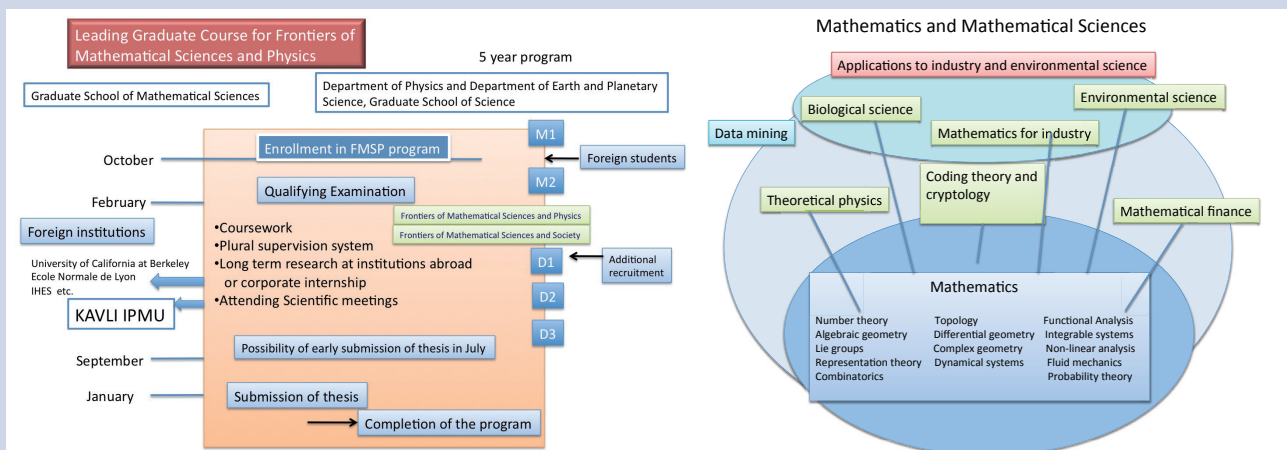 Leading Graduate Course for Frontiers of
Mathematical Sciences and Physics
5 year program
Graduate School of Mathematical Sciences
Department of Physics and Department of Earth and Planetary
Science, Graduate School of Science
M1
Enrollment in FMSP program
October
Foreign students
M2
Qualifying Examination
February
Frontiers of Mathematical Sciences and Physics
Frontiers of Mathematical Sciences and Society
Foreign institutions
•Coursework
•Plural supervision system
•Long term research at institutions abroad
or corporate internship
•Attending Scientific meetings
D1
Additional
recruitment
University of California at Berkeley
Ecole Normale de Lyon
IHES etc.
D2
KAVLI IPMU
D3
Possibility of early submission of thesis in July
September
January
Submission of thesis
Completion of the program
Mathematics and Mathematical Sciences
Applications to industry and environmental science
Biological science
Environmental science
Data mining
Mathematics for industry
Coding theory and
cryptology
Theoretical physics
Mathematical finance
Mathematics
Number theory
Algebraic geometry
Lie groups
Representation theory
Combinatorics
Topology
Differential geometry
Complex geometry
Dynamical systems
Functional Analysis
Integrable systems
Non-linear analysis
Fluid mechanics
Probability theory